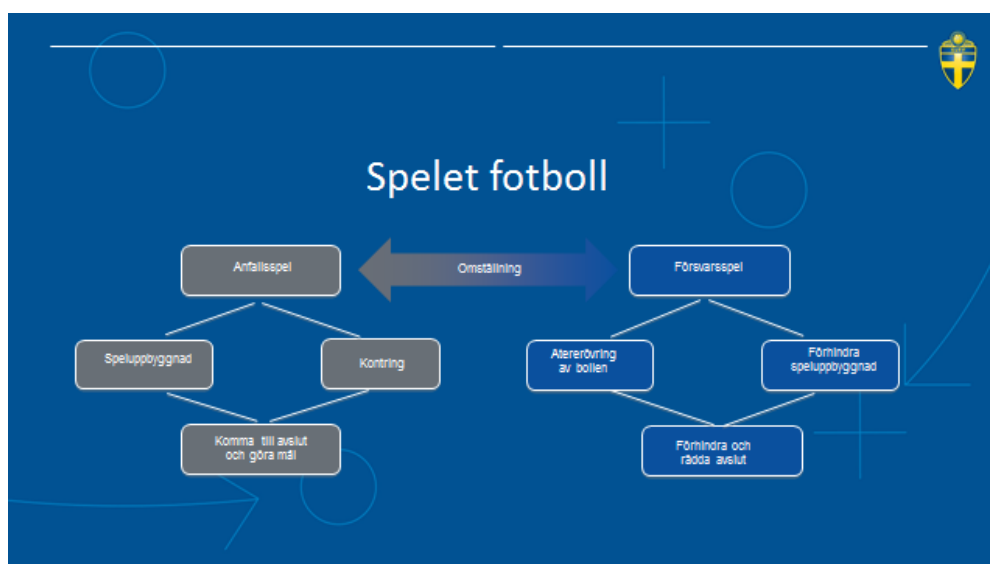 Spelet fotboll
Anfallsspel
Omställning
Försvarsspel
Speluppbyggnad
Kontring
Återerövring
av bollen
Förhindra
speluppbyggnad
Komma till avslut
och göra mål
Förhindra och
rädda avslut